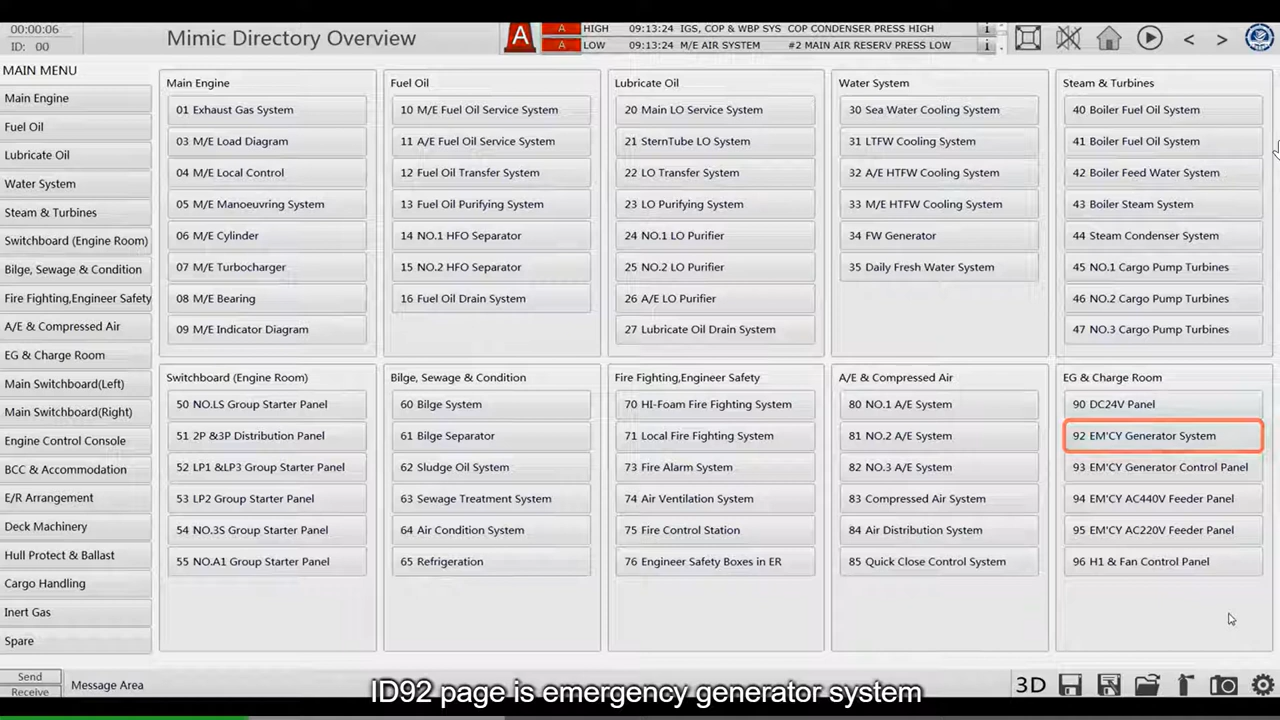 00:00:06
ID: 00
Mimic Directory Overview
A
A HIGH 09:13:24 IGS, COP & WBP SYS COP CONDENSER PRESS HIGH i
A LOW 09:13:24 M/E AIR SYSTEM #2 MAIN AIR RESERV PRESS LOW i
MAIN MENU
Main Engine
Fuel Oil
Lubricate Oil
Water System
Steam & Turbines
Switchboard (Engine Room)
Bilge, Sewage & Condition
Fire Fighting,Engineer Safety
A/E & Compressed Air
EG & Charge Room
Main Switchboard(Left)
Main Switchboard(Right)
Engine Control Console
BCC & Accommodation
E/R Arrangement
Deck Machinery
Hull Protect & Ballast
Cargo Handling
Inert Gas
Spare
Main Engine
01 Exhaust Gas System
03 M/E Load Diagram
04 M/E Local Control
05 M/E Manoeuvring System
06 M/E Cylinder
07 M/E Turbocharger
08 M/E Bearing
09 M/E Indicator Diagram
Fuel Oil
10 M/E Fuel Oil Service System
11 A/E Fuel Oil Service System
12 Fuel Oil Transfer System
13 Fuel Oil Purifying System
14 NO.1 HFO Separator
15 NO.2 HFO Separator
16 Fuel Oil Drain System
Lubricate Oil
20 Main LO Service System
21 SternTube LO System
22 LO Transfer System
23 LO Purifying System
24 NO.1 LO Purifier
25 NO.2 LO Purifier
26 A/E LO Purifier
27 Lubricate Oil Drain System
Water System
30 Sea Water Cooling System
31 LTFW Cooling System
32 A/E HTFW Cooling System
33 M/E HTFW Cooling System
34 FW Generator
35 Daily Fresh Water System
Steam & Turbines
40 Boiler Fuel Oil System
41 Boiler Fuel Oil System
42 Boiler Feed Water System
43 Boiler Steam System
44 Steam Condenser System
45 NO.1 Cargo Pump Turbines
46 NO.2 Cargo Pump Turbines
47 NO.3 Cargo Pump Turbines
Switchboard (Engine Room)
50 NO.LS Group Starter Panel
51 2P &3P Distribution Panel
52 LP1 &LP3 Group Starter Panel
53 LP2 Group Starter Panel
54 NO.3S Group Starter Panel
55 NO.A1 Group Starter Panel
Bilge, Sewage & Condition
60 Bilge System
61 Bilge Separator
62 Sludge Oil System
63 Sewage Treatment System
64 Air Condition System
65 Refrigeration
Fire Fighting,Engineer Safety
70 HI-Foam Fire Fighting System
71 Local Fire Fighting System
73 Fire Alarm System
74 Air Ventilation System
75 Fire Control Station
76 Engineer Safety Boxes in ER
A/E & Compressed Air
80 NO.1 A/E System
81 NO.2 A/E System
82 NO.3 A/E System
83 Compressed Air System
84 Air Distribution System
85 Quick Close Control System
EG & Charge Room
90 DC24V Panel
92 EM'CY Generator System
93 EM'CY Generator Control Panel
94 EM'CY AC440V Feeder Panel
95 EM'CY AC220V Feeder Panel
96 H1 & Fan Control Panel
Send
Receive
Message Area
3D
ID92 page is emergency generator system